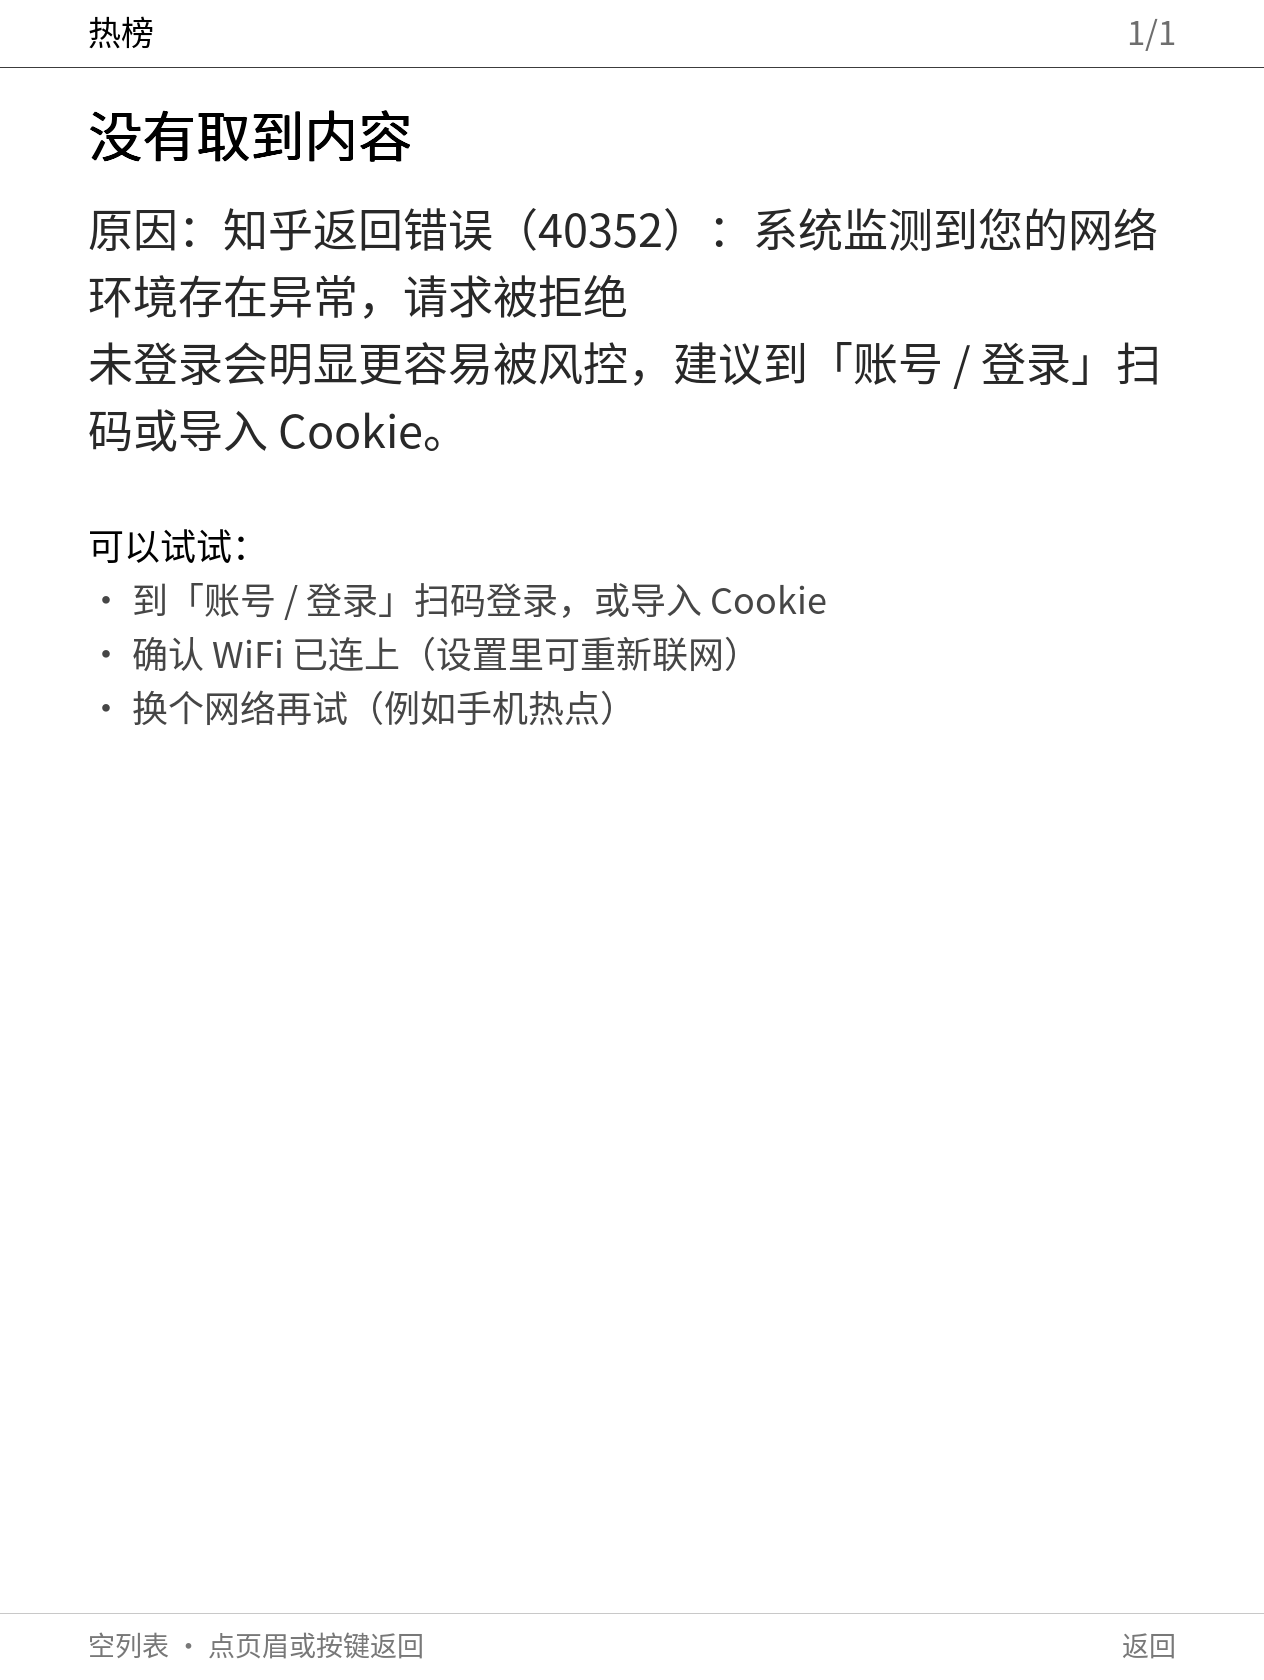 热榜
1/1
没有取到内容
原因：知乎返回错误（40352）：系统监测到您的网络
环境存在异常，请求被拒绝
未登录会明显更容易被风控，建议到「账号 / 登录」扫
码或导入 Cookie。
可以试试：
· 到「账号 / 登录」扫码登录，或导入 Cookie
· 确认 WiFi 已连上（设置里可重新联网）
· 换个网络再试（例如手机热点）
空列表 · 点页眉或按键返回
返回